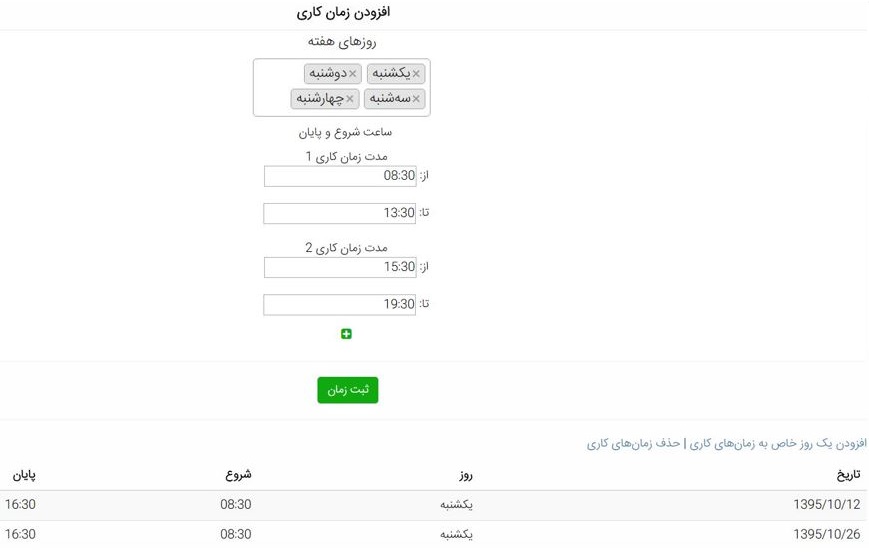 افزودن زمان کاری
روزهای هفته
×یکشنبه ×دوشنبه
×سه‌شنبه ×چهارشنبه
ساعت شروع و پایان
مدت زمان کاری 1
از: 08:30
تا: 13:30
مدت زمان کاری 2
از: 15:30
تا: 19:30
ثبت زمان
افزودن یک روز خاص به زمان‌های کاری | حذف زمان‌های کاری
تاریخ روز شروع پایان
1395/10/12 یکشنبه 08:30 16:30
1395/10/26 یکشنبه 08:30 16:30